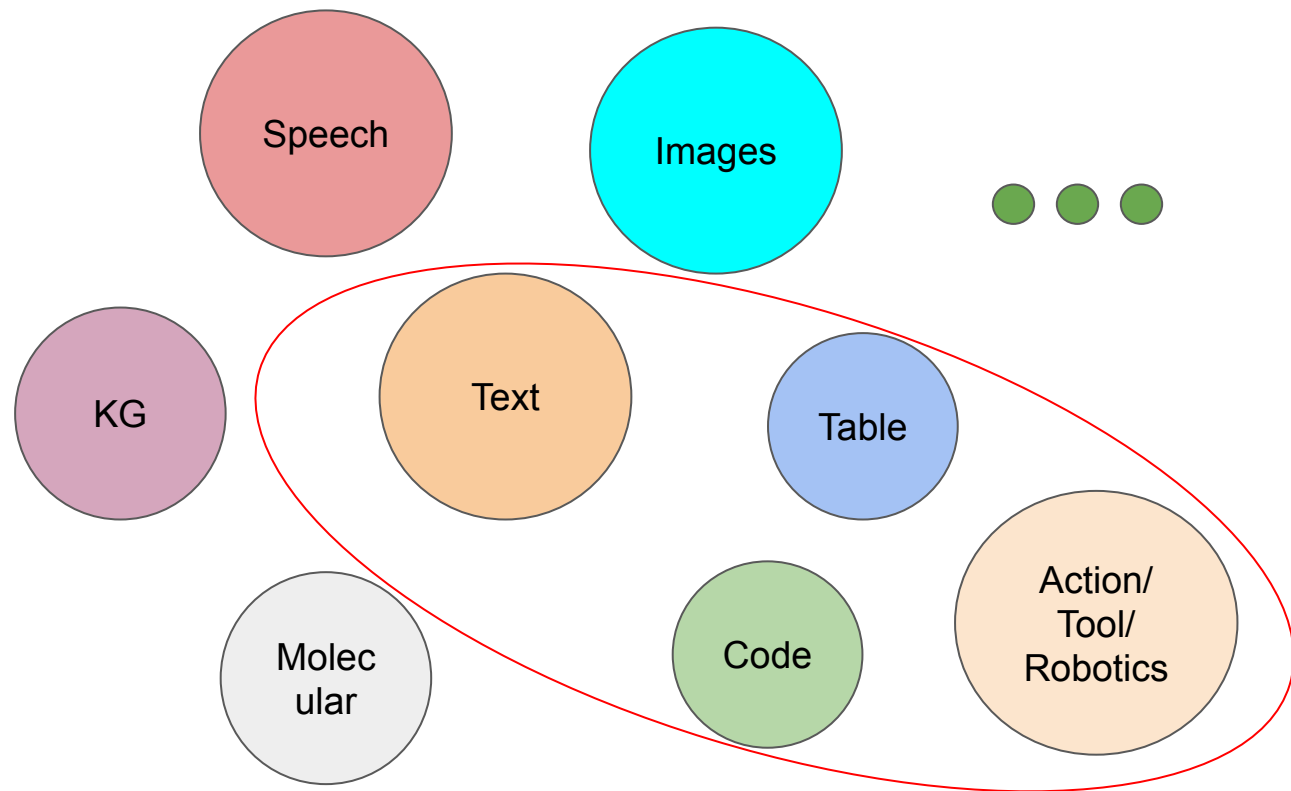 Speech
Images
KG
Text
Table
Molec
ular
Code
Action/
Tool/
Robotics